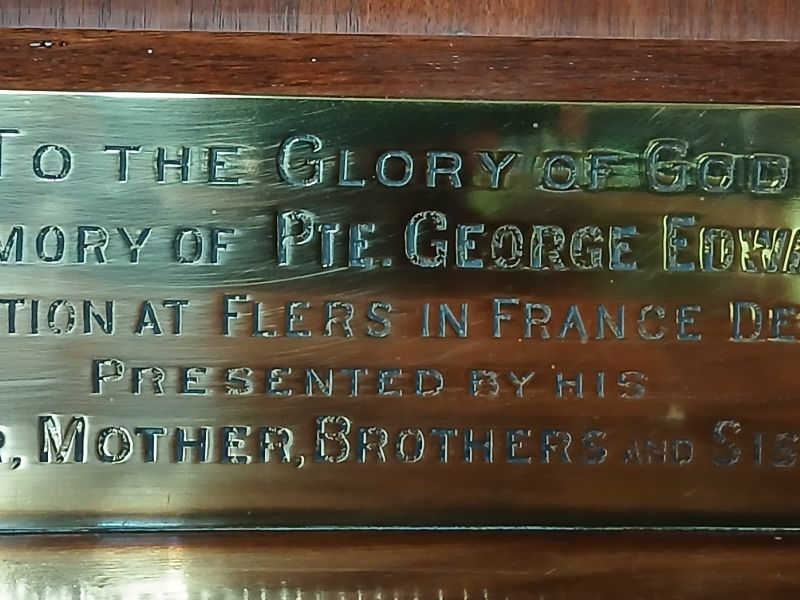 To the Glory of God
MORY OF PTE. GEORGE EDWA
TION AT FLERS IN FRANCE DE
PRESENTED BY HIS
R, MOTHER, BROTHERS AND SIS